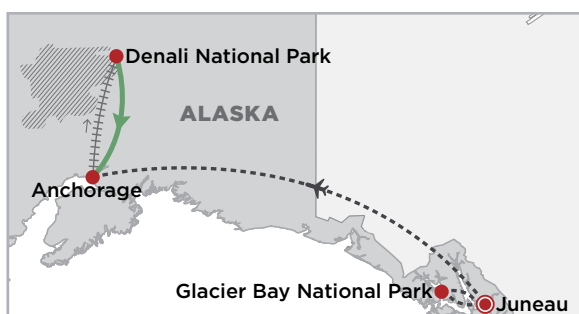 Denali National Park
ALASKA
Anchorage
Glacier Bay National Park
Juneau